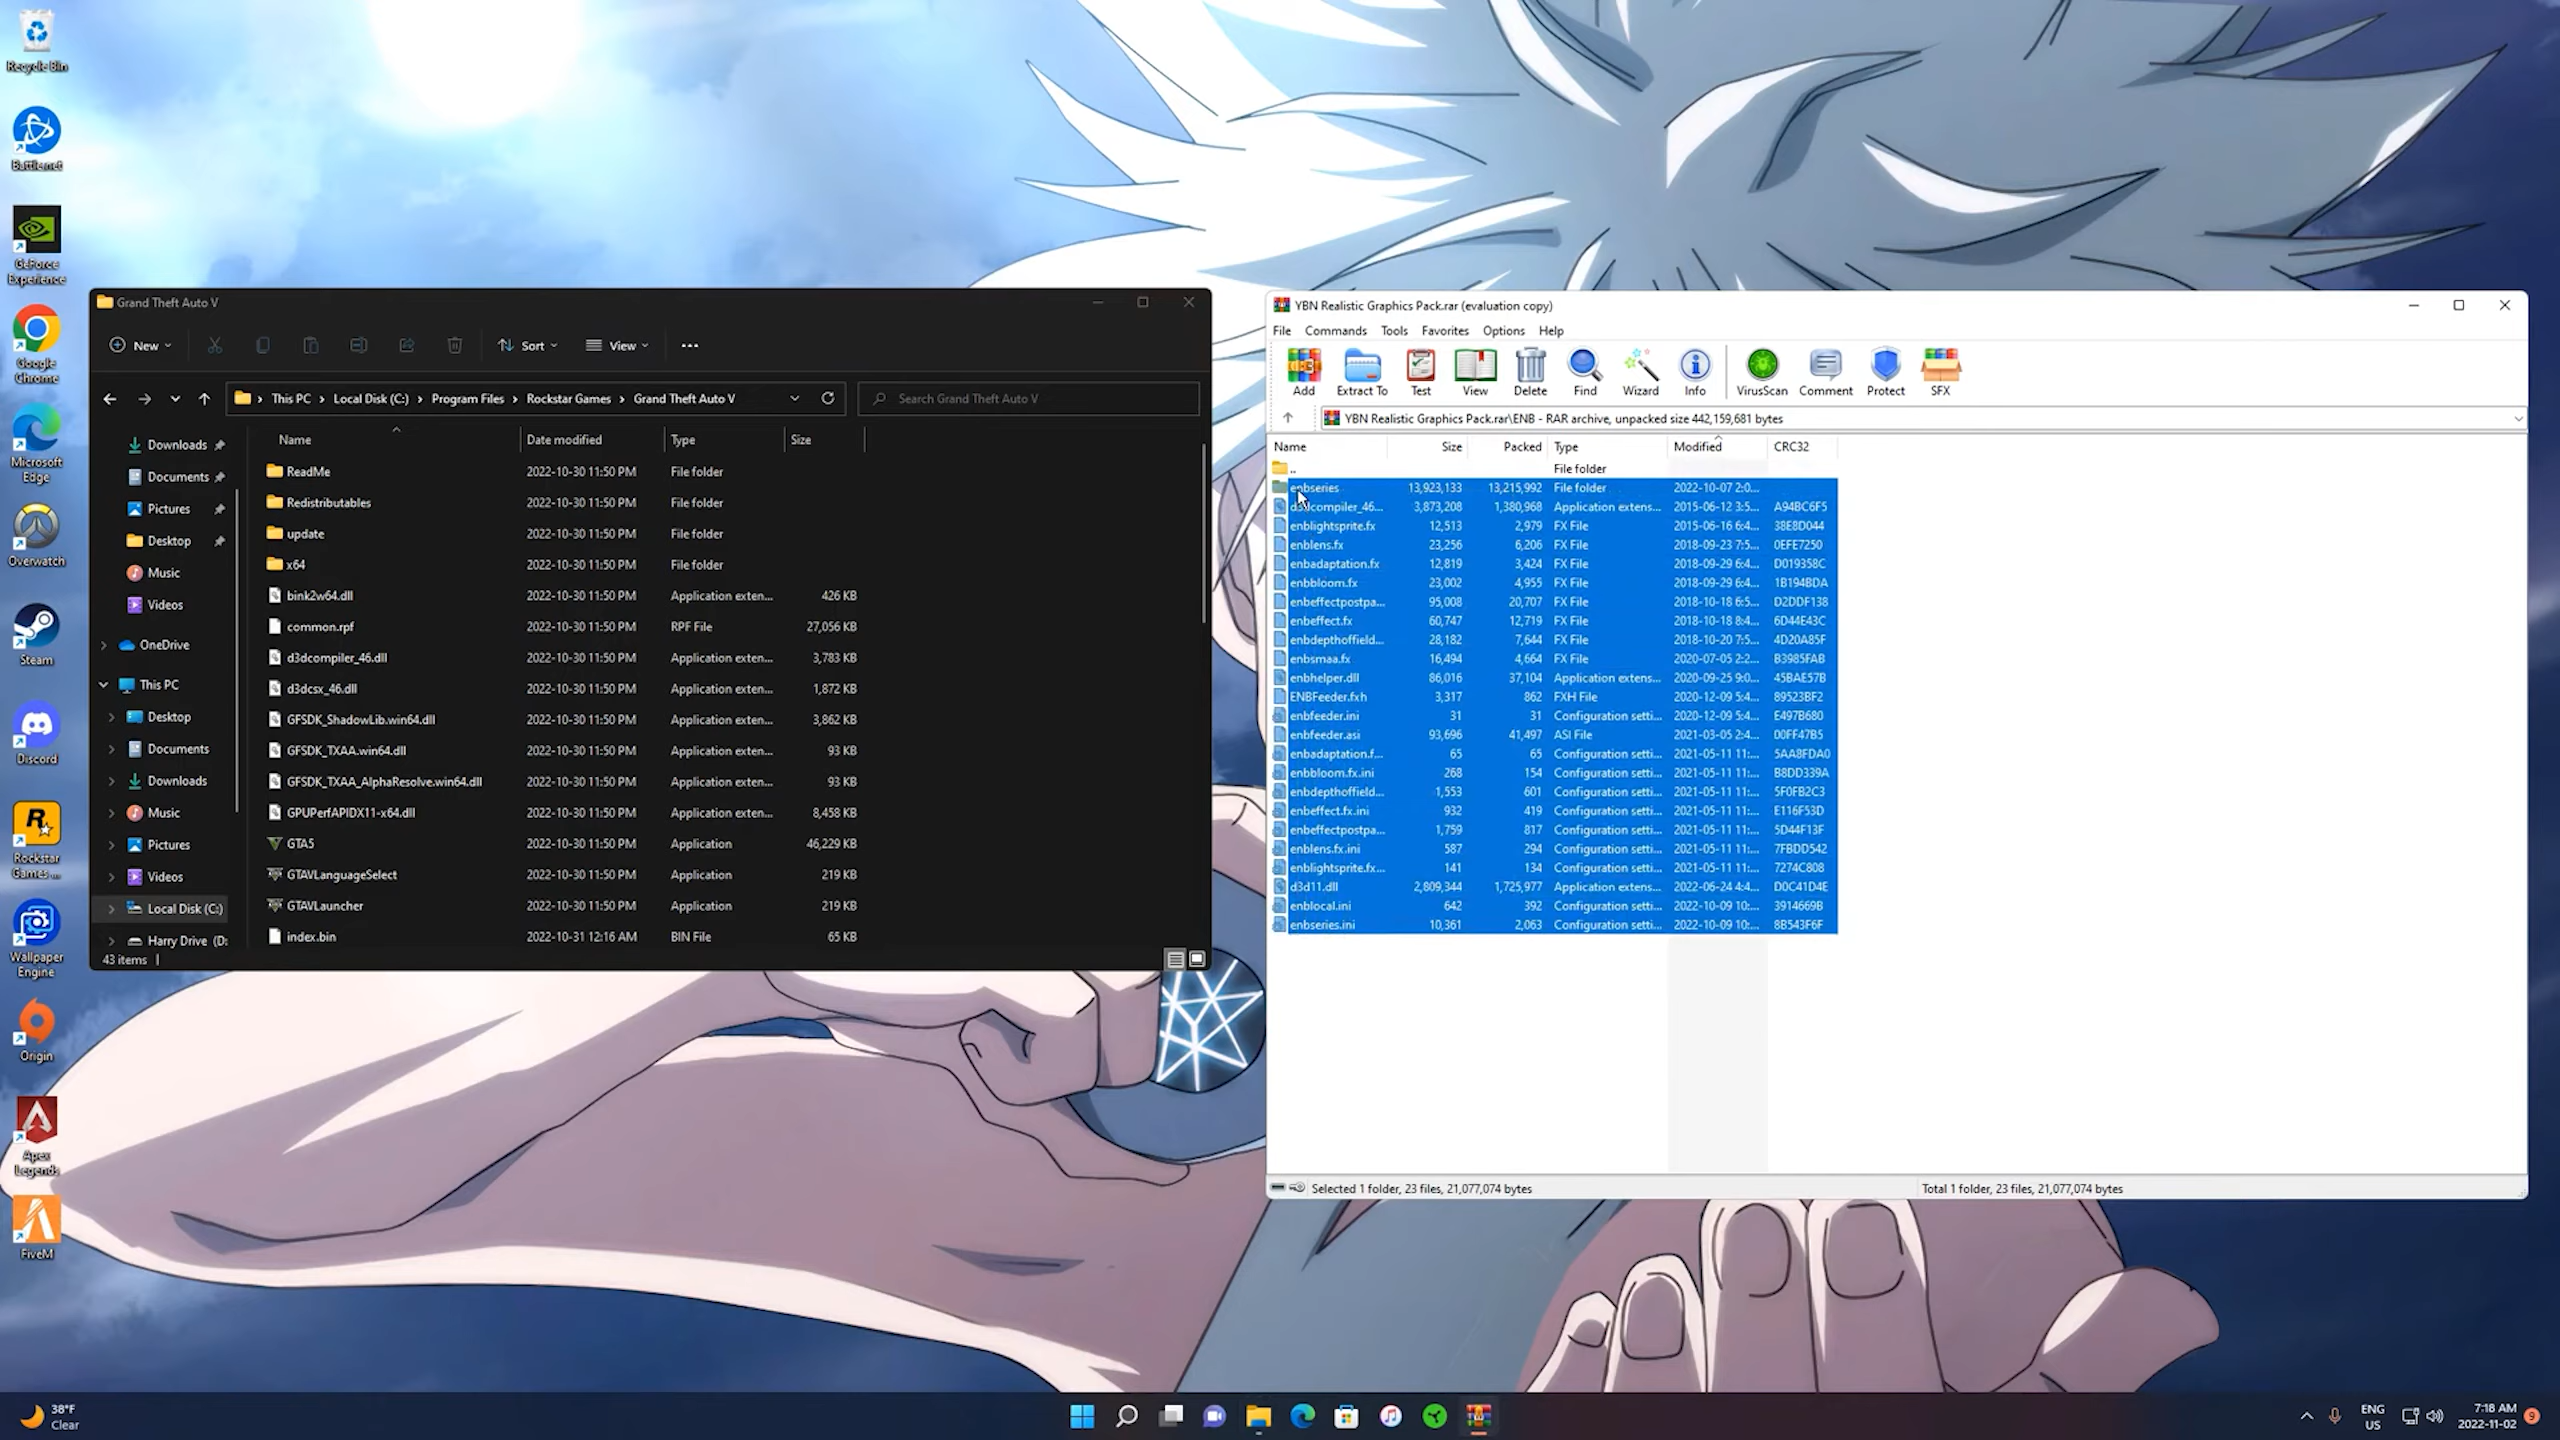 Recycle Bin
Battle.net
GeForce
Experience
Google
Chrome
Microsoft
Edge
Overwatch
Steam
Discord
Rockstar
Games ...
Wallpaper
Engine
Origin
Apex
Legends
FiveM
Grand Theft Auto V
New
Sort
View
This PC > Local Disk (C:) > Program Files > Rockstar Games > Grand Theft Auto V
Search Grand Theft Auto V
Downloads
Documents
Pictures
Desktop
Music
Videos
OneDrive
This PC
Desktop
Documents
Downloads
Music
Pictures
Videos
Local Disk (C:)
Harry Drive (D:
Name Date modified Type Size
ReadMe 2022-10-30 11:50 PM File folder
Redistributables 2022-10-30 11:50 PM File folder
update 2022-10-30 11:50 PM File folder
x64 2022-10-30 11:50 PM File folder
bink2w64.dll 2022-10-30 11:50 PM Application exten... 426 KB
common.rpf 2022-10-30 11:50 PM RPF File 27,056 KB
d3dcompiler_46.dll 2022-10-30 11:50 PM Application exten... 3,783 KB
d3dcsx_46.dll 2022-10-30 11:50 PM Application exten... 1,872 KB
GFSDK_ShadowLib.win64.dll 2022-10-30 11:50 PM Application exten... 3,862 KB
GFSDK_TXAA.win64.dll 2022-10-30 11:50 PM Application exten... 93 KB
GFSDK_TXAA_AlphaResolve.win64.dll 2022-10-30 11:50 PM Application exten... 93 KB
GPUPerfAPIDX11-x64.dll 2022-10-30 11:50 PM Application exten... 8,458 KB
GTA5 2022-10-30 11:50 PM Application 46,229 KB
GTAVLanguageSelect 2022-10-30 11:50 PM Application 219 KB
GTAVLauncher 2022-10-30 11:50 PM Application 219 KB
index.bin 2022-10-31 12:16 AM BIN File 65 KB
43 items
YBN Realistic Graphics Pack.rar (evaluation copy)
File Commands Tools Favorites Options Help
Add Extract To Test View Delete Find Wizard Info VirusScan Comment Protect SFX
YBN Realistic Graphics Pack.rar\ENB - RAR archive, unpacked size 442,159,681 bytes
Name Size Packed Type Modified CRC32
.. File folder
enbseries 13,923,133 13,215,992 File folder 2022-10-07 2:0...
d3dcompiler_46... 3,873,208 1,380,968 Application extens... 2015-06-12 3:5... A94BC6F5
enblightsprite.fx 12,513 2,979 FX File 2015-06-16 6:4... 38E8D044
enblens.fx 23,256 6,206 FX File 2018-09-23 7:5... 0EFE7250
enbadaptation.fx 12,819 3,424 FX File 2018-09-29 6:4... D019358C
enbbloom.fx 23,002 4,955 FX File 2018-09-29 6:4... 1B194BDA
enbeffectpostpa... 95,008 20,707 FX File 2018-10-18 6:5... D2DDF138
enbeffect.fx 60,747 12,719 FX File 2018-10-18 8:4... 6D44E43C
enbdepthoffield... 28,182 7,644 FX File 2018-10-20 7:5... 4D20A85F
enbsmaa.fx 16,494 4,664 FX File 2020-07-05 2:2... B3985FAB
enbhelper.dll 86,016 37,104 Application extens... 2020-09-25 9:0... 45BAE57B
ENBFeeder.fxh 3,317 862 FXH File 2020-12-09 5:4... 89523BF2
enbfeeder.ini 31 31 Configuration setti... 2020-12-09 5:4... E497B680
enbfeeder.asi 93,696 41,497 ASI File 2021-03-05 2:4... 00FF47B5
enbadaptation.f... 65 65 Configuration setti... 2021-05-11 11:... 5AA8FDA0
enbbloom.fx.ini 268 154 Configuration setti... 2021-05-11 11:... B8DD339A
enbdepthoffield... 1,553 601 Configuration setti... 2021-05-11 11:... 5F0FB2C3
enbeffect.fx.ini 932 419 Configuration setti... 2021-05-11 11:... E116F53D
enbeffectpostpa... 1,759 817 Configuration setti... 2021-05-11 11:... 5D44F13F
enblens.fx.ini 587 294 Configuration setti... 2021-05-11 11:... 7FBDD542
enblightsprite.fx... 141 134 Configuration setti... 2021-05-11 11:... 7274C808
d3d11.dll 2,809,344 1,725,977 Application extens... 2022-06-24 4:4... D0C41D4E
enblocal.ini 642 392 Configuration setti... 2022-10-09 10:... 3914669B
enbseries.ini 10,361 2,063 Configuration setti... 2022-10-09 10:... 8B543F6F
Selected 1 folder, 23 files, 21,077,074 bytes
Total 1 folder, 23 files, 21,077,074 bytes
38°F
Clear
ENG
US
7:18 AM
2022-11-02
9